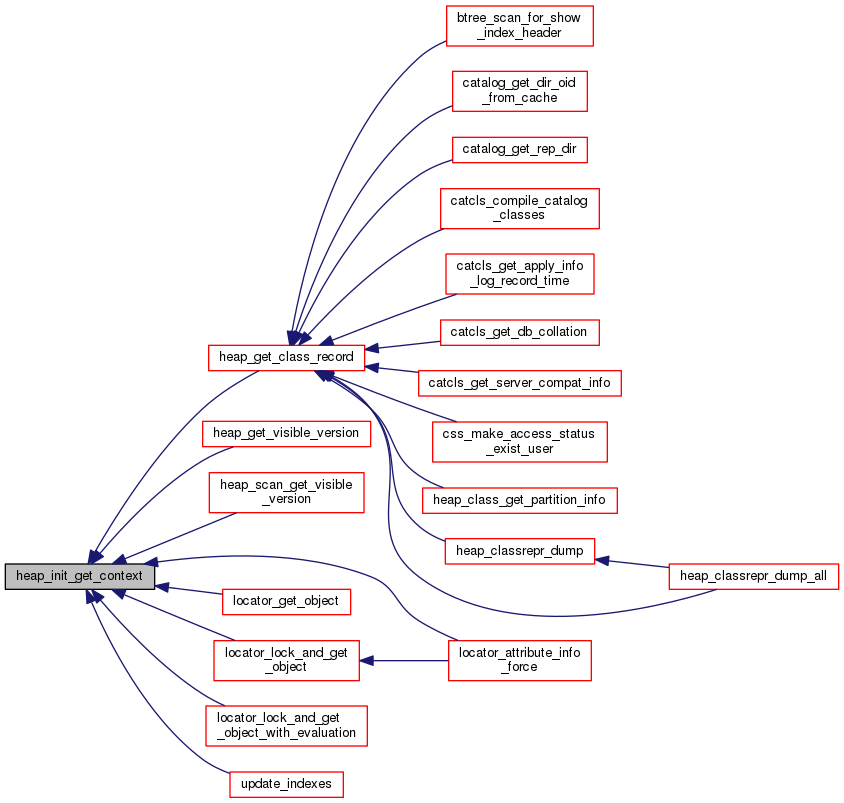 btree_scan_for_show
_index_header
catalog_get_dir_oid
_from_cache
catalog_get_rep_dir
catcls_compile_catalog
_classes
catcls_get_apply_info
_log_record_time
catcls_get_db_collation
heap_get_class_record
catcls_get_server_compat_info
heap_get_visible_version
css_make_access_status
_exist_user
heap_scan_get_visible
_version
heap_class_get_partition_info
heap_classrepr_dump
heap_init_get_context
heap_classrepr_dump_all
locator_get_object
locator_lock_and_get
_object
locator_attribute_info
_force
locator_lock_and_get
_object_with_evaluation
update_indexes